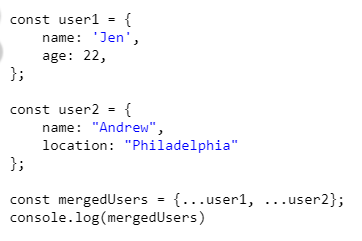 const user1 = {
    name: 'Jen',
    age: 22,
};

const user2 = {
    name: "Andrew",
    location: "Philadelphia"
};

const mergedUsers = {...user1, ...user2};
console.log(mergedUsers)